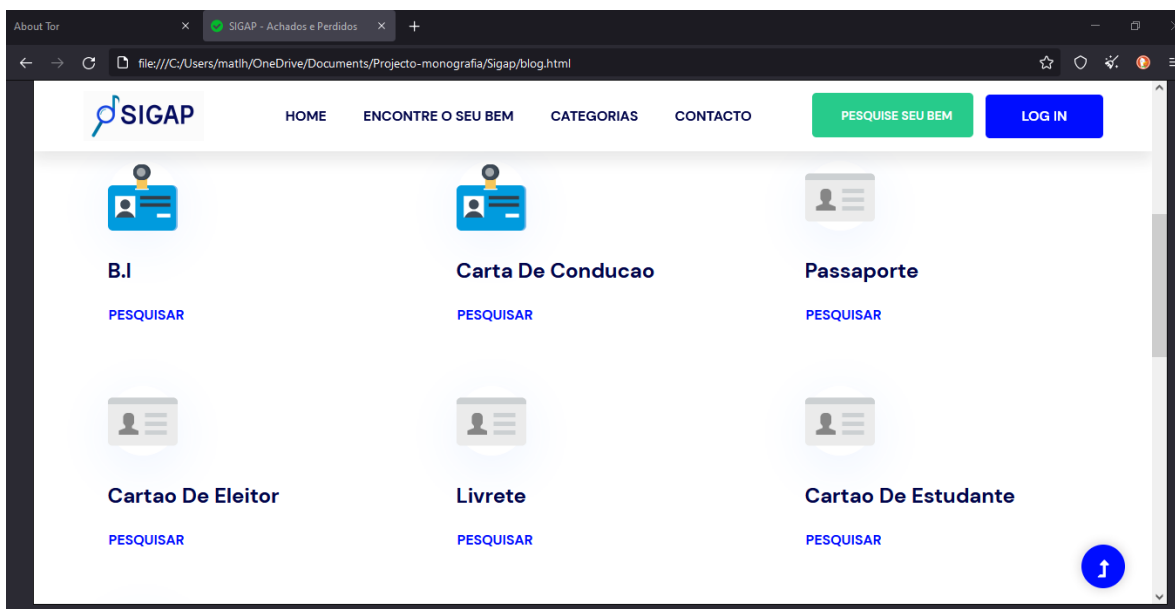 About Tor
SIGAP - Achados e Perdidos
file:///C:/Users/matlh/OneDrive/Documents/Projecto-monografia/Sigap/blog.html
SIGAP HOME ENCONTRE O SEU BEM CATEGORIAS CONTACTO PESQUISE SEU BEM LOG IN
B.I Carta De Conducao Passaporte
PESQUISAR PESQUISAR PESQUISAR
Cartao De Eleitor Livrete Cartao De Estudante
PESQUISAR PESQUISAR PESQUISAR